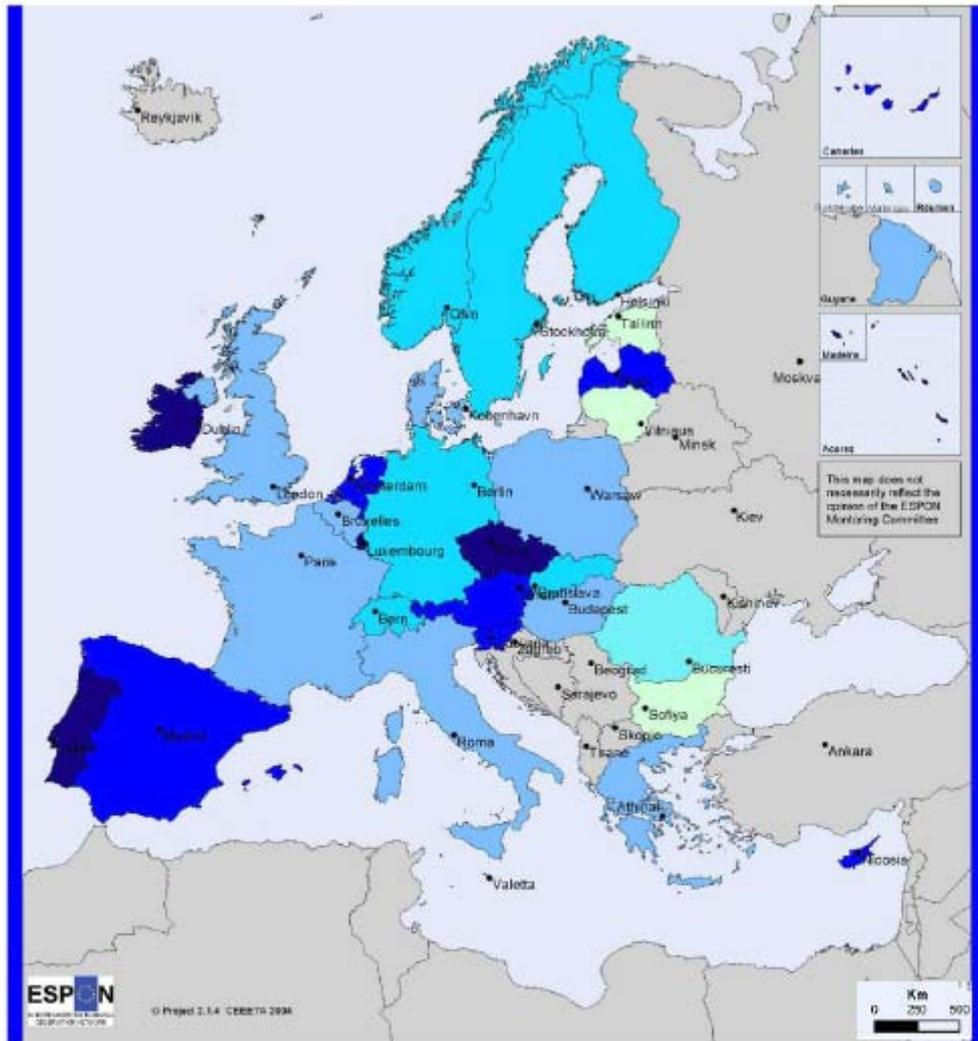 Reykjavik
Canaries
Réunion
Guyane
Helsinki
Oslo
Tallinn
Stockholm
Madeira
Moskva
København
Dublin
Vilnius
Minsk
Acores
London
Berlin
Warsaw
This map does not
necessarily reflect the
opinion of the ESPON
Monitoring Committee
Bruxelles
Kiev
Luxembourg
Paris
Bratislava
Bern
Budapest
Kishinev
Zagreb
Beograd
Bucuresti
Sarajevo
Sofiya
Madrid
Roma
Skopje
Tirane
Ankara
Athinai
Nicosia
Valetta
ESPON
© Project 2.1.4 CEEETA 2004
Km
0 250 500